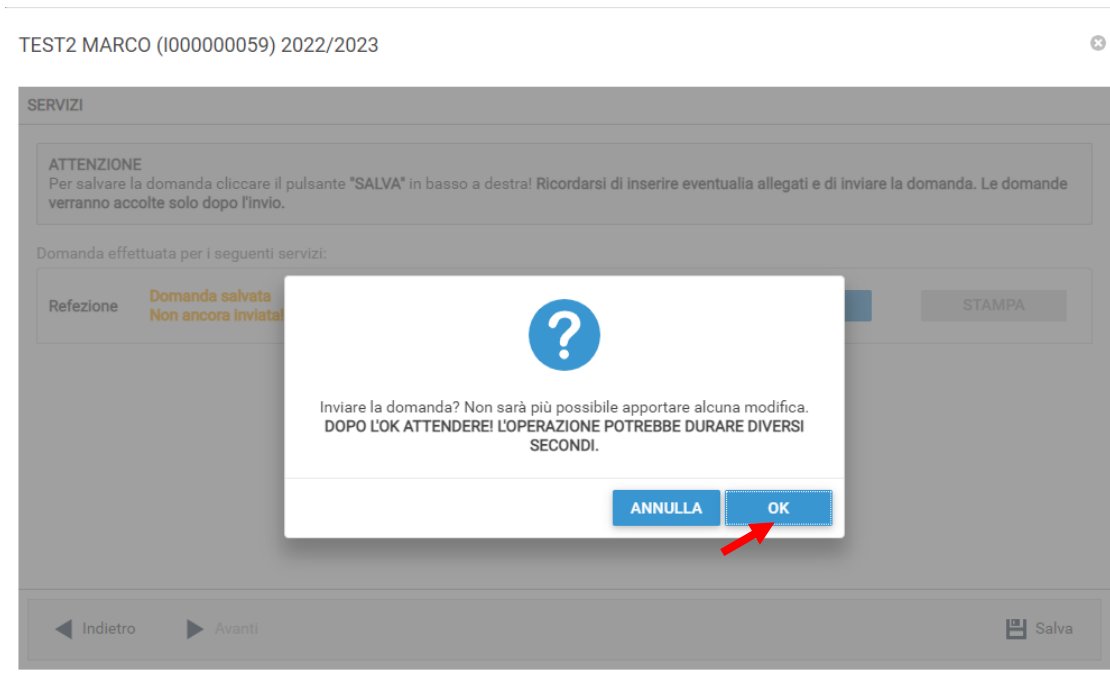 TEST2 MARCO (I000000059) 2022/2023
SERVIZI
ATTENZIONE
Per salvare la domanda cliccare il pulsante "SALVA" in basso a destra! Ricordarsi di inserire eventualia allegati e di inviare la domanda. Le domande
verranno accolte solo dopo l'invio.
Domanda effettuata per i seguenti servizi:
Refezione
Domanda salvata
Non ancora inviata!
STAMPA
Inviare la domanda? Non sarà più possibile apportare alcuna modifica.
DOPO L'OK ATTENDERE! L'OPERAZIONE POTREBBE DURARE DIVERSI
SECONDI.
ANNULLA
OK
Indietro
Avanti
Salva